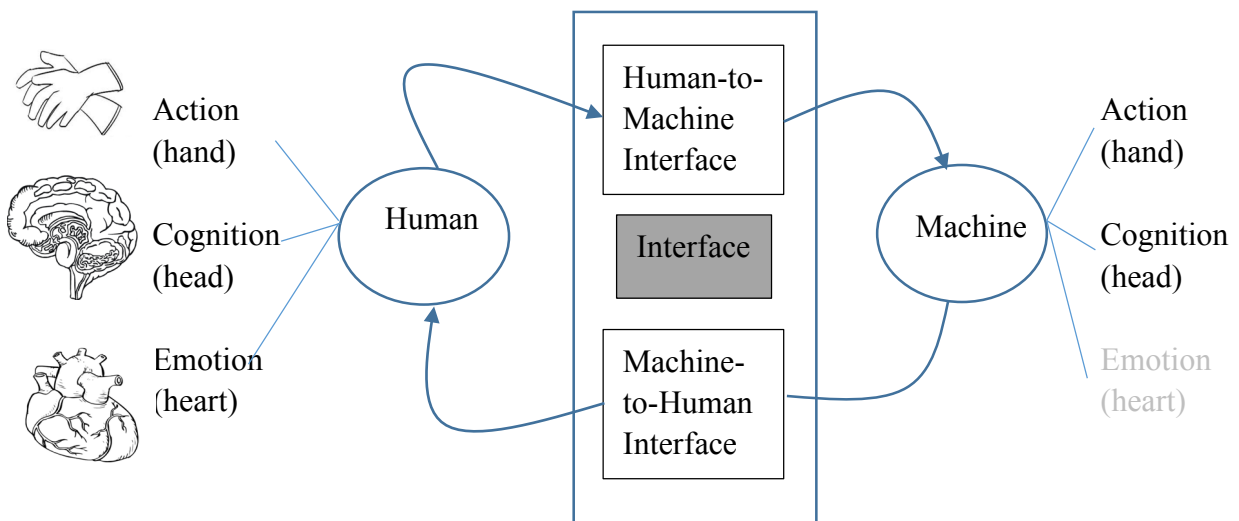 Action
(hand)
Cognition
(head)
Emotion
(heart)
Human
Human-to-
Machine
Interface
Interface
Machine-
to-Human
Interface
Machine
Action
(hand)
Cognition
(head)
Emotion
(heart)